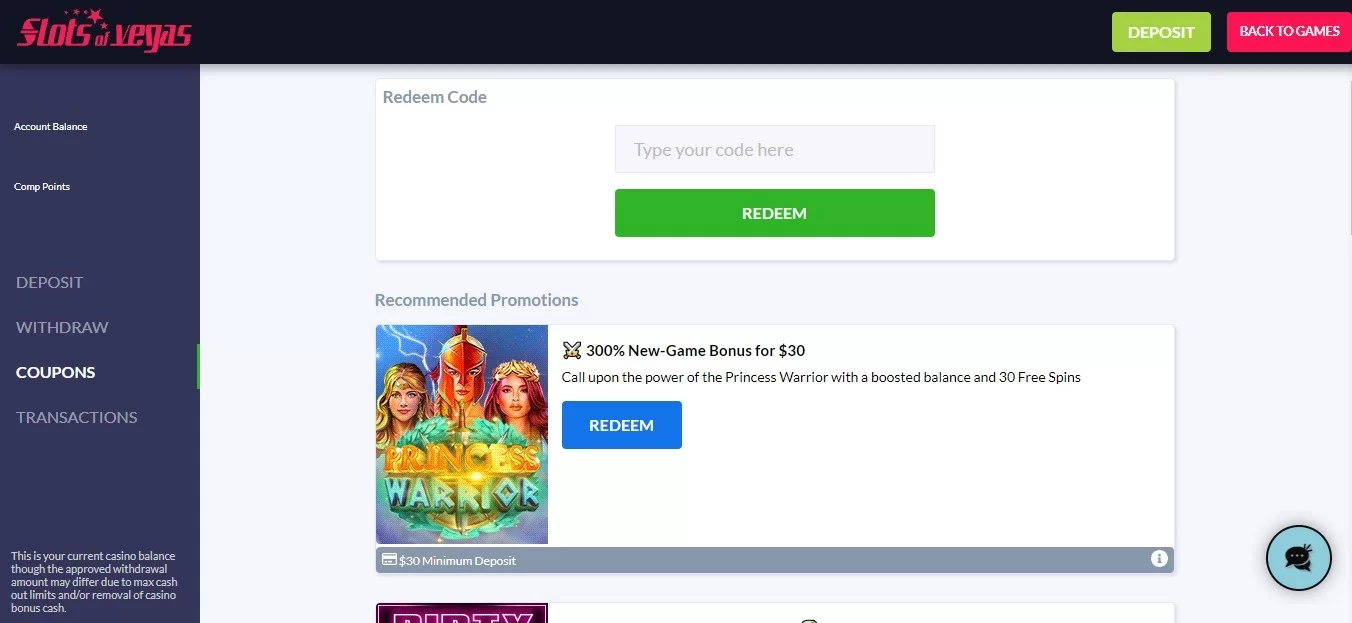 Slots of Vegas
DEPOSIT
BACK TO GAMES
Account Balance
Comp Points
DEPOSIT
WITHDRAW
COUPONS
TRANSACTIONS
This is your current casino balance
though the approved withdrawal
amount may differ due to max cash
out limits and/or removal of casino
bonus cash.
Redeem Code
Type your code here
REDEEM
Recommended Promotions
PRINCESS
WARRIOR
300% New-Game Bonus for $30
Call upon the power of the Princess Warrior with a boosted balance and 30 Free Spins
REDEEM
$30 Minimum Deposit
DIRTY